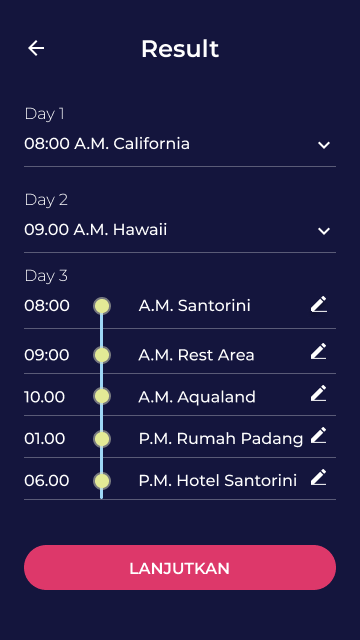 Result
Day 1
08:00 A.M. California
Day 2
09.00 A.M. Hawaii
Day 3
08:00 A.M. Santorini
09:00 A.M. Rest Area
10.00 A.M. Aqualand
01.00 P.M. Rumah Padang
06.00 P.M. Hotel Santorini
LANJUTKAN